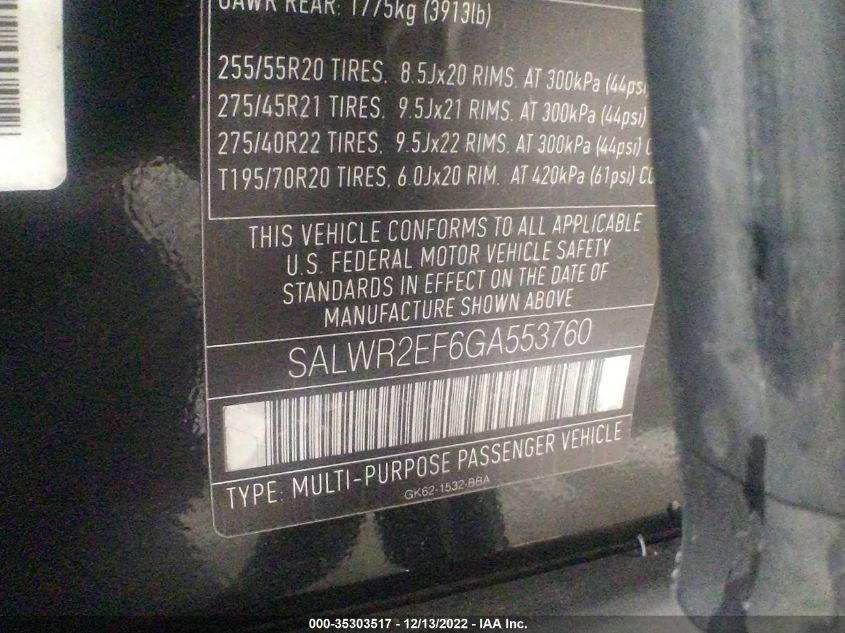 GAWR REAR: 1775kg (3913lb)
255/55R20 TIRES, 8.5Jx20 RIMS. AT 300kPa (44psi)
275/45R21 TIRES, 9.5Jx21 RIMS. AT 300kPa (44psi)
275/40R22 TIRES, 9.5Jx22 RIMS. AT 300kPa (44psi)
T195/70R20 TIRES, 6.0Jx20 RIM. AT 420kPa (61psi)
THIS VEHICLE CONFORMS TO ALL APPLICABLE
U.S. FEDERAL MOTOR VEHICLE SAFETY
STANDARDS IN EFFECT ON THE DATE OF
MANUFACTURE SHOWN ABOVE
SALWR2EF6GA553760
TYPE: MULTI-PURPOSE PASSENGER VEHICLE
GK62-1532-BBA
000-35303517 - 12/13/2022 - IAA Inc.